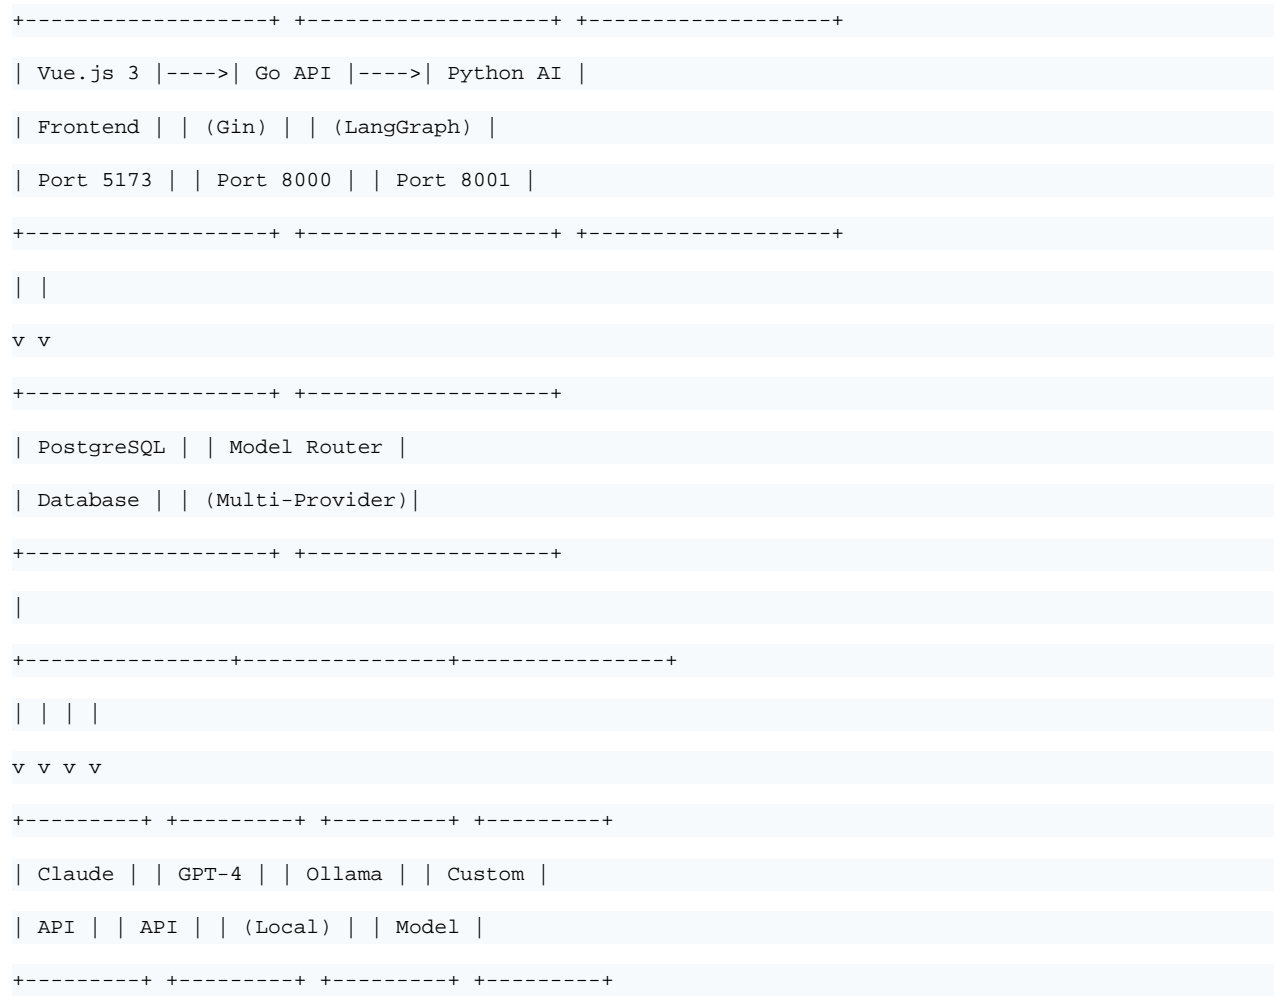 +-------------------+ +-------------------+ +-------------------+
| Vue.js 3 |---->| Go API |---->| Python AI |
| Frontend | | (Gin) | | (LangGraph) |
| Port 5173 | | Port 8000 | | Port 8001 |
+-------------------+ +-------------------+ +-------------------+
| |
v v
+-------------------+ +-------------------+
| PostgreSQL | | Model Router |
| Database | | (Multi-Provider)|
+-------------------+ +-------------------+
|
+----------------+----------------+----------------+
| | | |
v v v v
+---------+ +---------+ +---------+ +---------+
| Claude | | GPT-4 | | Ollama | | Custom |
| API | | API | | (Local) | | Model |
+---------+ +---------+ +---------+ +---------+